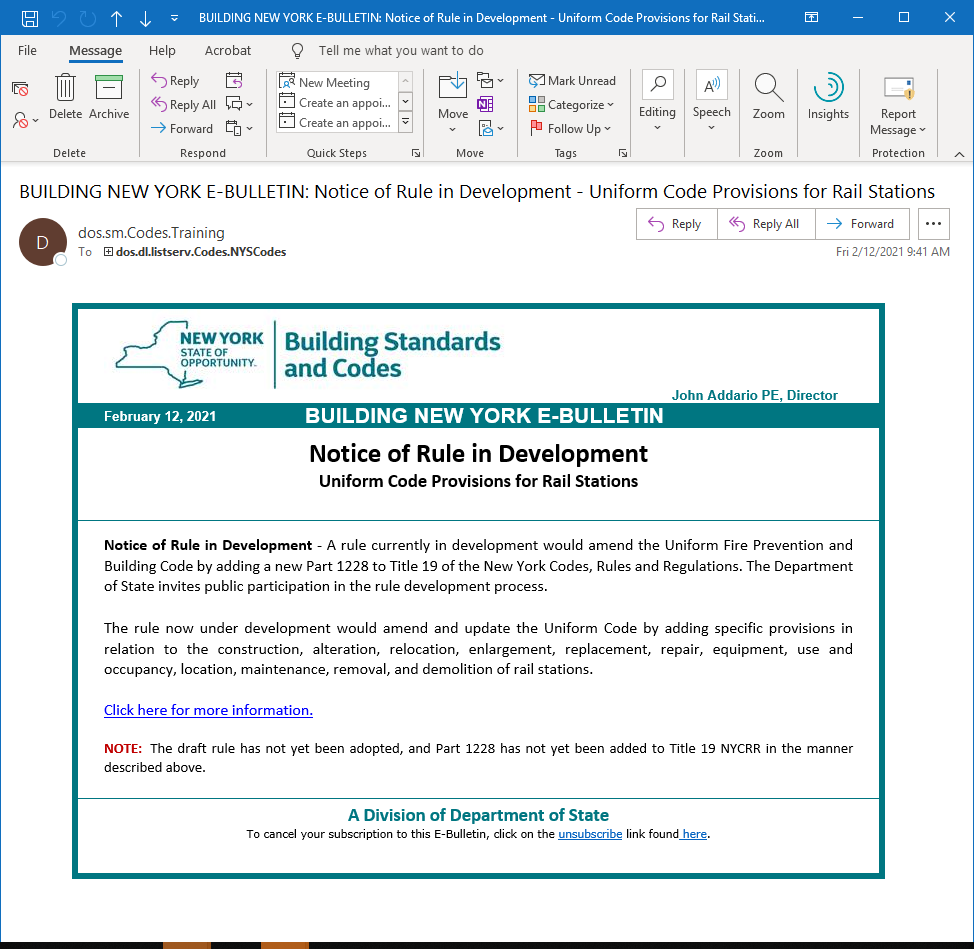 BUILDING NEW YORK E-BULLETIN: Notice of Rule in Development - Uniform Code Provisions for Rail Stati...
File Message Help Acrobat Tell me what you want to do
Delete Archive
Reply
Reply All
Forward
New Meeting
Create an appoi...
Create an appoi...
Move
Mark Unread
Categorize
Follow Up
Editing
Speech
Zoom
Insights
Report
Message
Delete Respond Quick Steps Move Tags Zoom Protection
BUILDING NEW YORK E-BULLETIN: Notice of Rule in Development - Uniform Code Provisions for Rail Stations
D
dos.sm.Codes.Training
To dos.dl.listserv.Codes.NYSCodes
Reply Reply All Forward
Fri 2/12/2021 9:41 AM
NEW YORK
STATE OF
OPPORTUNITY.
Building Standards
and Codes
John Addario PE, Director
February 12, 2021 BUILDING NEW YORK E-BULLETIN
Notice of Rule in Development
Uniform Code Provisions for Rail Stations
Notice of Rule in Development - A rule currently in development would amend the Uniform Fire Prevention and
Building Code by adding a new Part 1228 to Title 19 of the New York Codes, Rules and Regulations. The Department
of State invites public participation in the rule development process.
The rule now under development would amend and update the Uniform Code by adding specific provisions in
relation to the construction, alteration, relocation, enlargement, replacement, repair, equipment, use and
occupancy, location, maintenance, removal, and demolition of rail stations.
Click here for more information.
NOTE: The draft rule has not yet been adopted, and Part 1228 has not yet been added to Title 19 NYCRR in the manner
described above.
A Division of Department of State
To cancel your subscription to this E-Bulletin, click on the unsubscribe link found here.